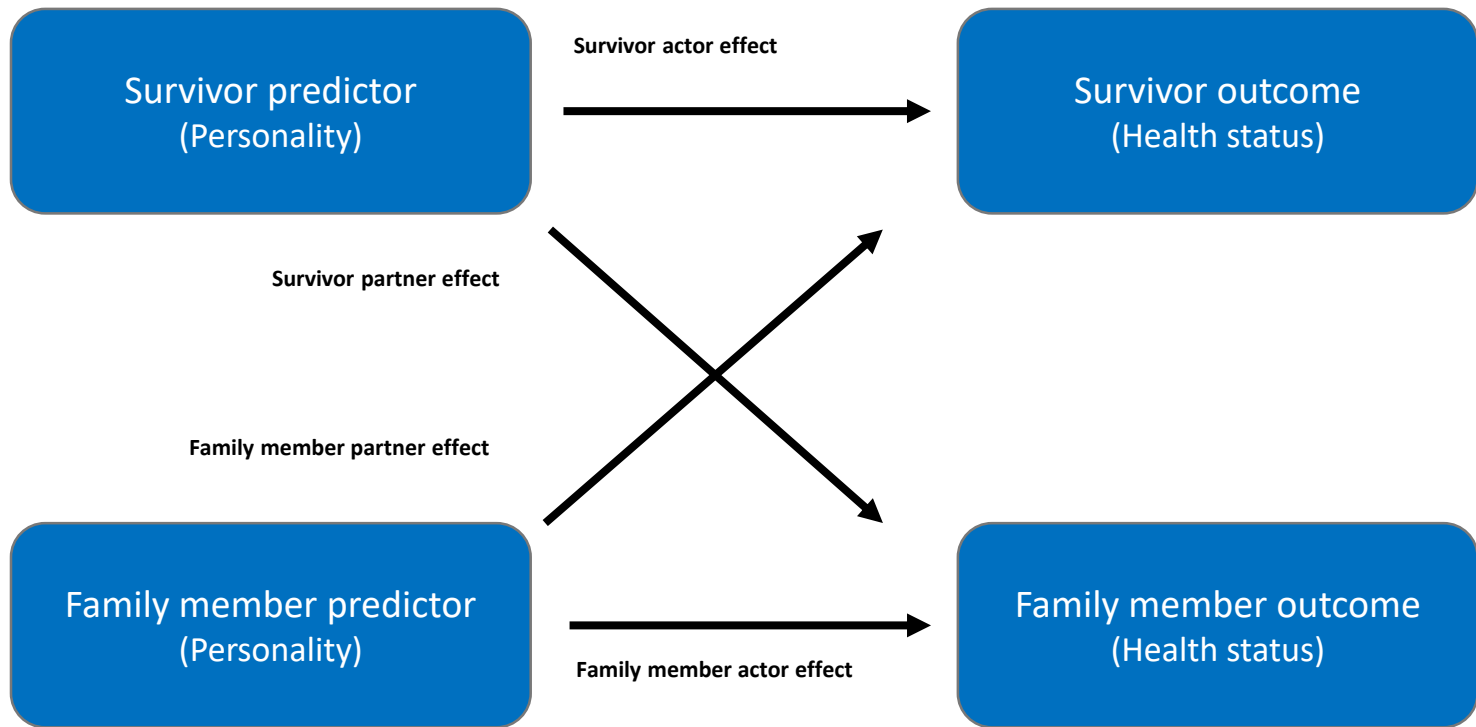 Survivor actor effect
Survivor predictor
(Personality)
Survivor outcome
(Health status)
Survivor partner effect
Family member partner effect
Family member predictor
(Personality)
Family member outcome
(Health status)
Family member actor effect